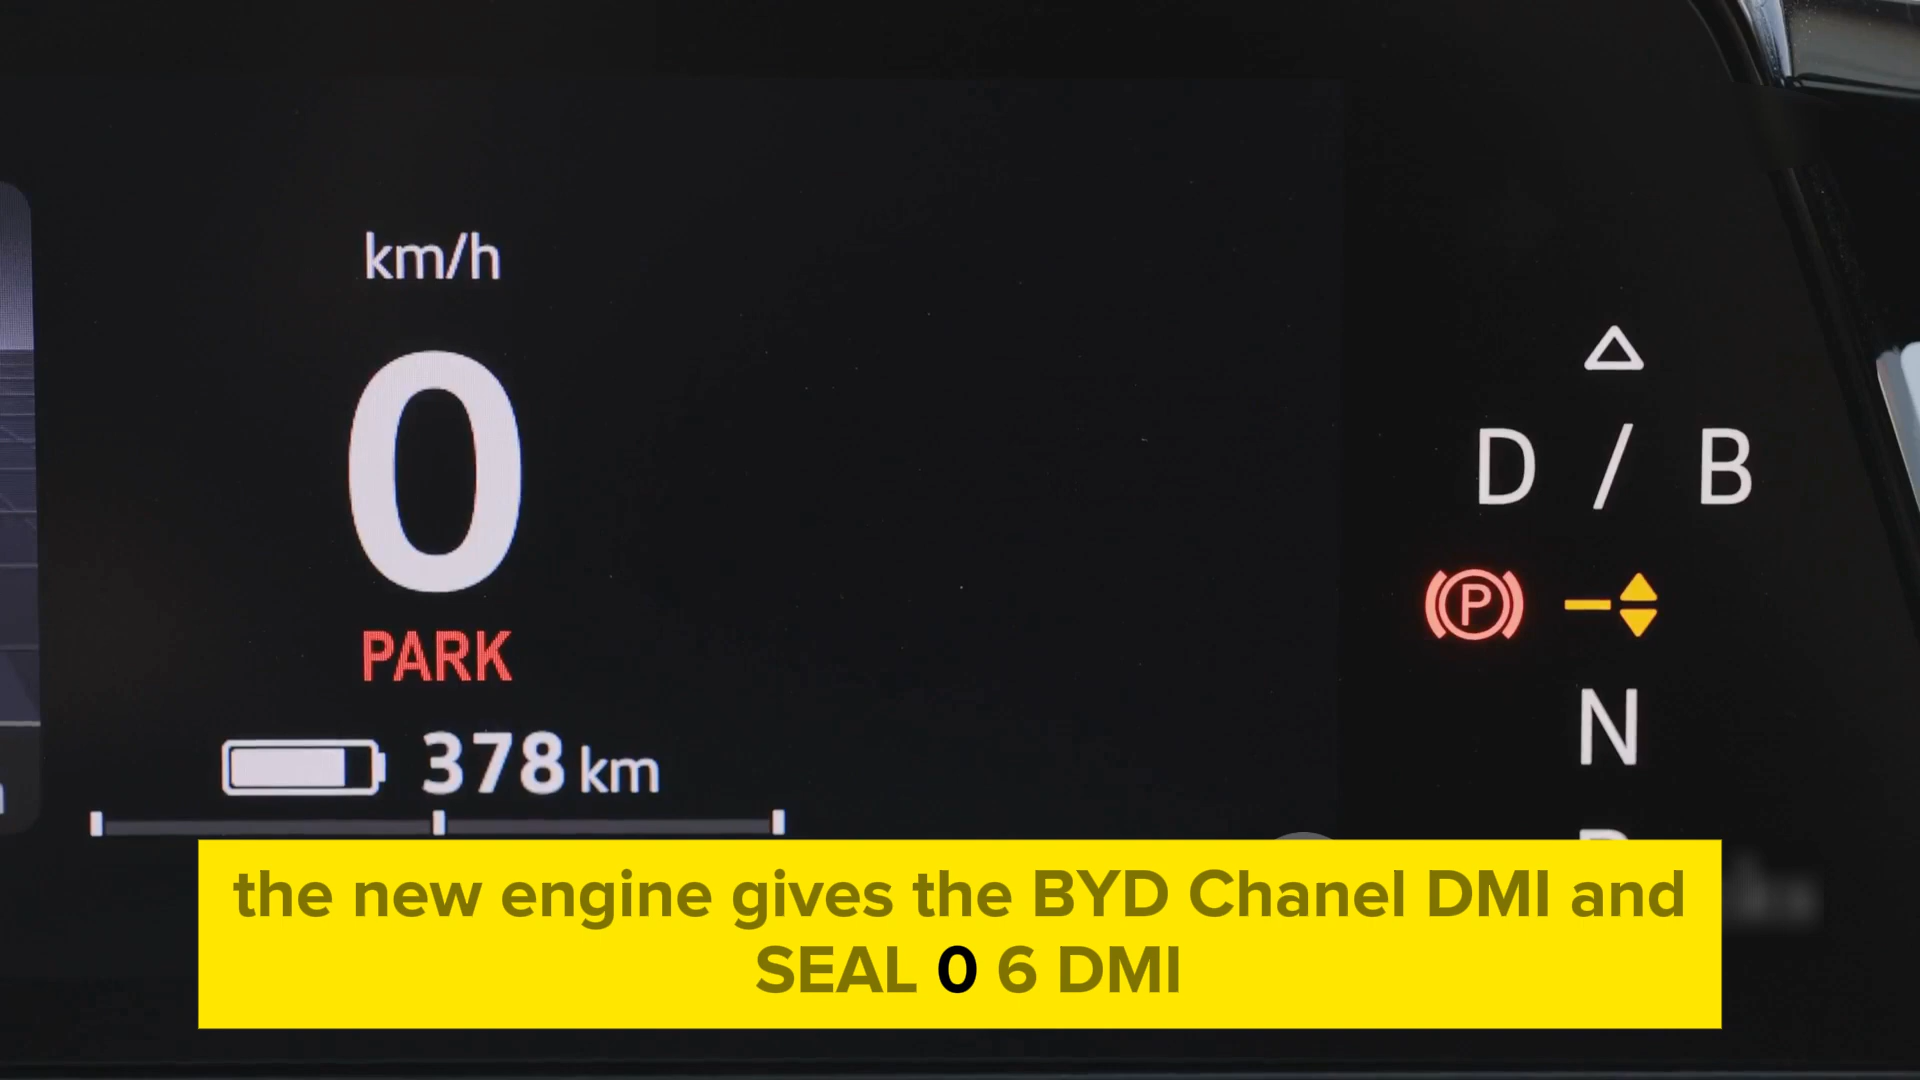 km/h
0
PARK
378 km
D / B
P
N
the new engine gives the BYD Chanel DMI and
SEAL 0 6 DMI